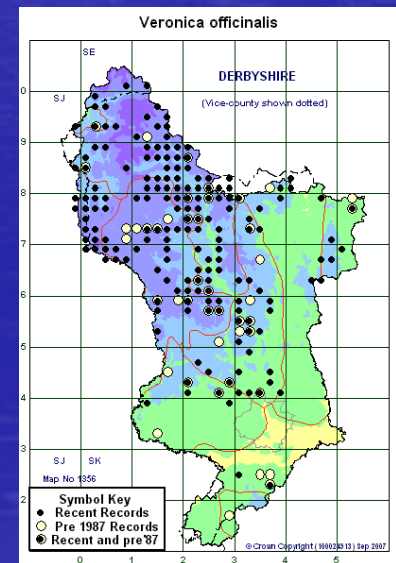 Veronica officinalis
SE
DERBYSHIRE
SJ
(Vice-county shown dotted)
0
9
8
7
6
5
4
3
2
SJ SK
Map No 1356
Symbol Key
Recent Records
Pre 1987 Records
Recent and pre'87
© Crown Copyright (100024913) Sep 2007
0 1 2 3 4 5